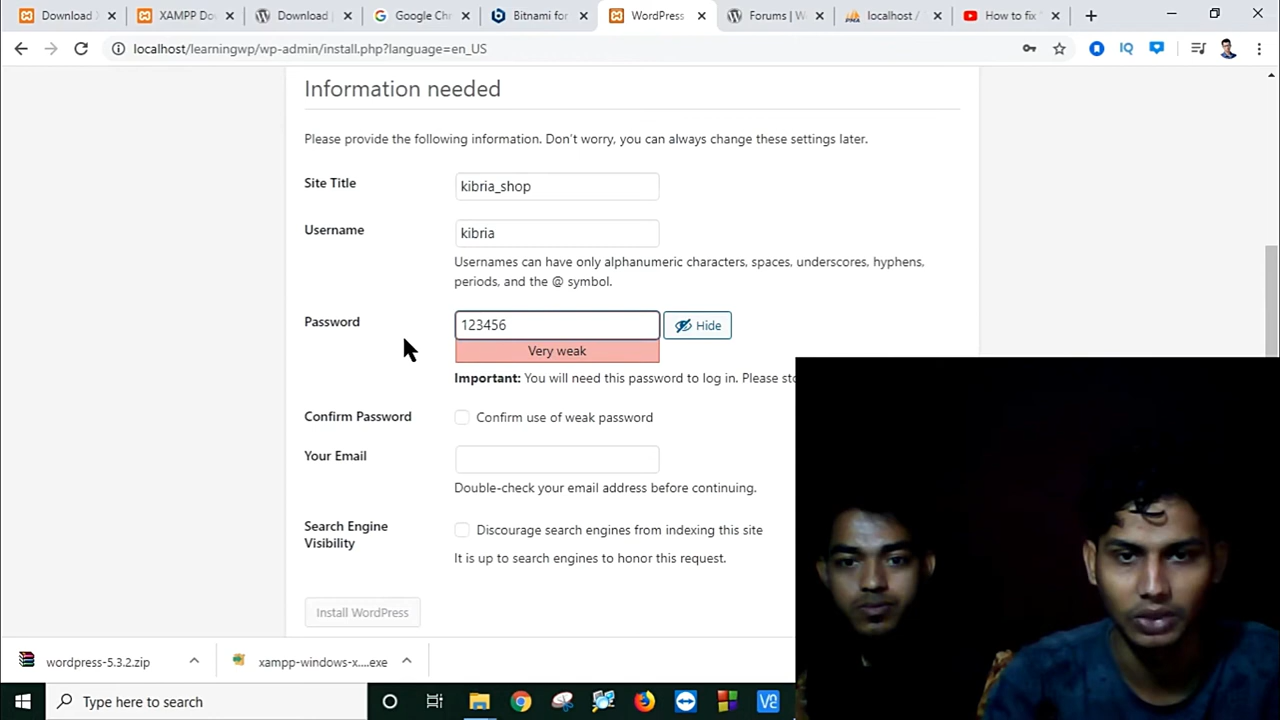 Download X
XAMPP Do
Download |
Google Chr
Bitnami for
WordPress
Forums | W
localhost /
How to fix "
localhost/learningwp/wp-admin/install.php?language=en_US
IQ
Information needed
Please provide the following information. Don't worry, you can always change these settings later.
Site Title
kibria_shop
Username
kibria
Usernames can have only alphanumeric characters, spaces, underscores, hyphens,
periods, and the @ symbol.
Password
123456
Hide
Very weak
Important: You will need this password to log in. Please sto
Confirm Password
Confirm use of weak password
Your Email
Double-check your email address before continuing.
Search Engine
Visibility
Discourage search engines from indexing this site
It is up to search engines to honor this request.
Install WordPress
wordpress-5.3.2.zip
xampp-windows-x....exe
Type here to search